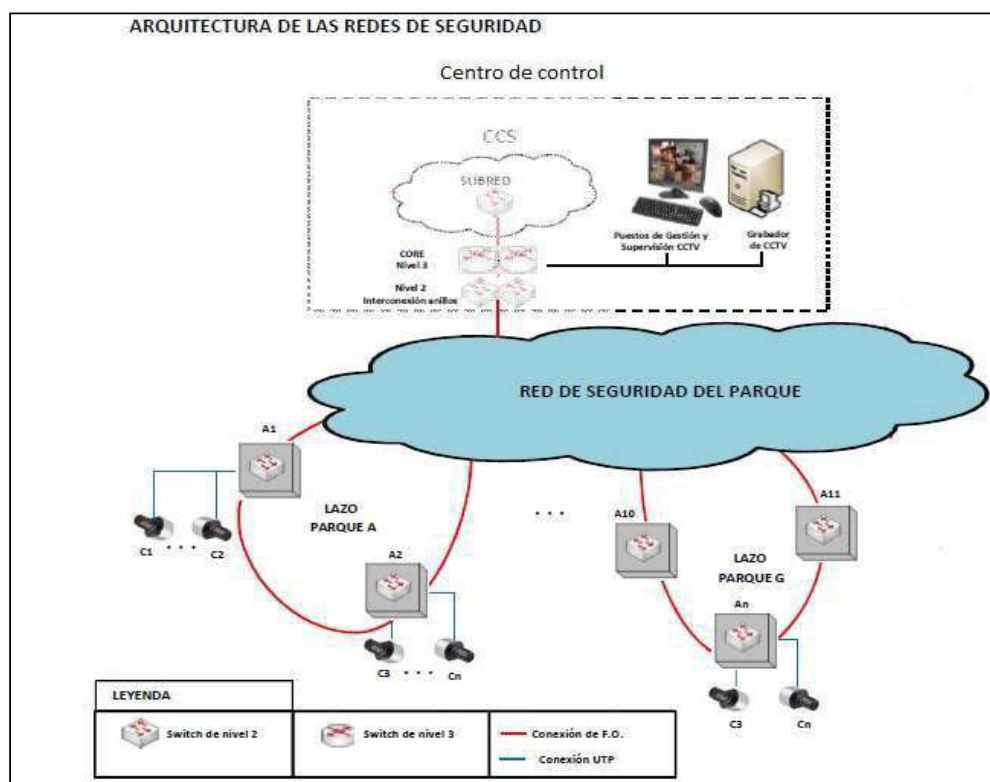 ARQUITECTURA DE LAS REDES DE SEGURIDAD
Centro de control
CCS
SUBRED
Puestos de Gestión y
Supervisión CCTV
Grabador
de CCTV
CORE
Nivel 3
Nivel 2
Interconexión anillos
RED DE SEGURIDAD DEL PARQUE
A1
LAZO
PARQUE A
C1 . . . C2
A2
C3 . . . Cn
. . .
A10
A11
LAZO
PARQUE G
An
C3
Cn
LEYENDA
Switch de nivel 2
Switch de nivel 3
Conexión de F.O.
Conexión UTP